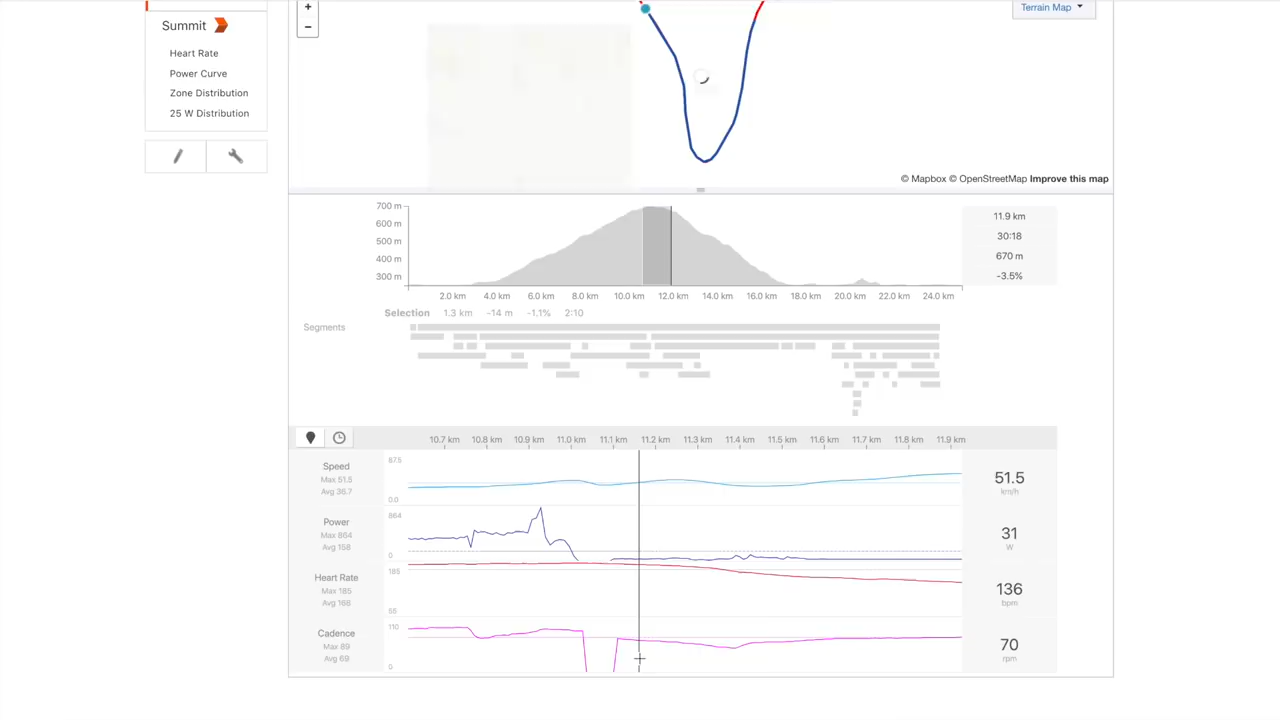 +
−
Terrain Map
Summit
Heart Rate
Power Curve
Zone Distribution
25 W Distribution
© Mapbox © OpenStreetMap Improve this map
700 m
600 m
500 m
400 m
300 m
2.0 km 4.0 km 6.0 km 8.0 km 10.0 km 12.0 km 14.0 km 16.0 km 18.0 km 20.0 km 22.0 km 24.0 km
11.9 km
30:18
670 m
-3.5%
Selection 1.3 km -14 m -1.1% 2:10
Segments
10.7 km 10.8 km 10.9 km 11.0 km 11.1 km 11.2 km 11.3 km 11.4 km 11.5 km 11.6 km 11.7 km 11.8 km 11.9 km
Speed
Max 51.5
Avg 36.7
87.5
0.0
51.5
km/h
Power
Max 864
Avg 158
864
0
31
W
Heart Rate
Max 185
Avg 166
185
55
136
bpm
Cadence
Max 89
Avg 69
110
0
70
rpm